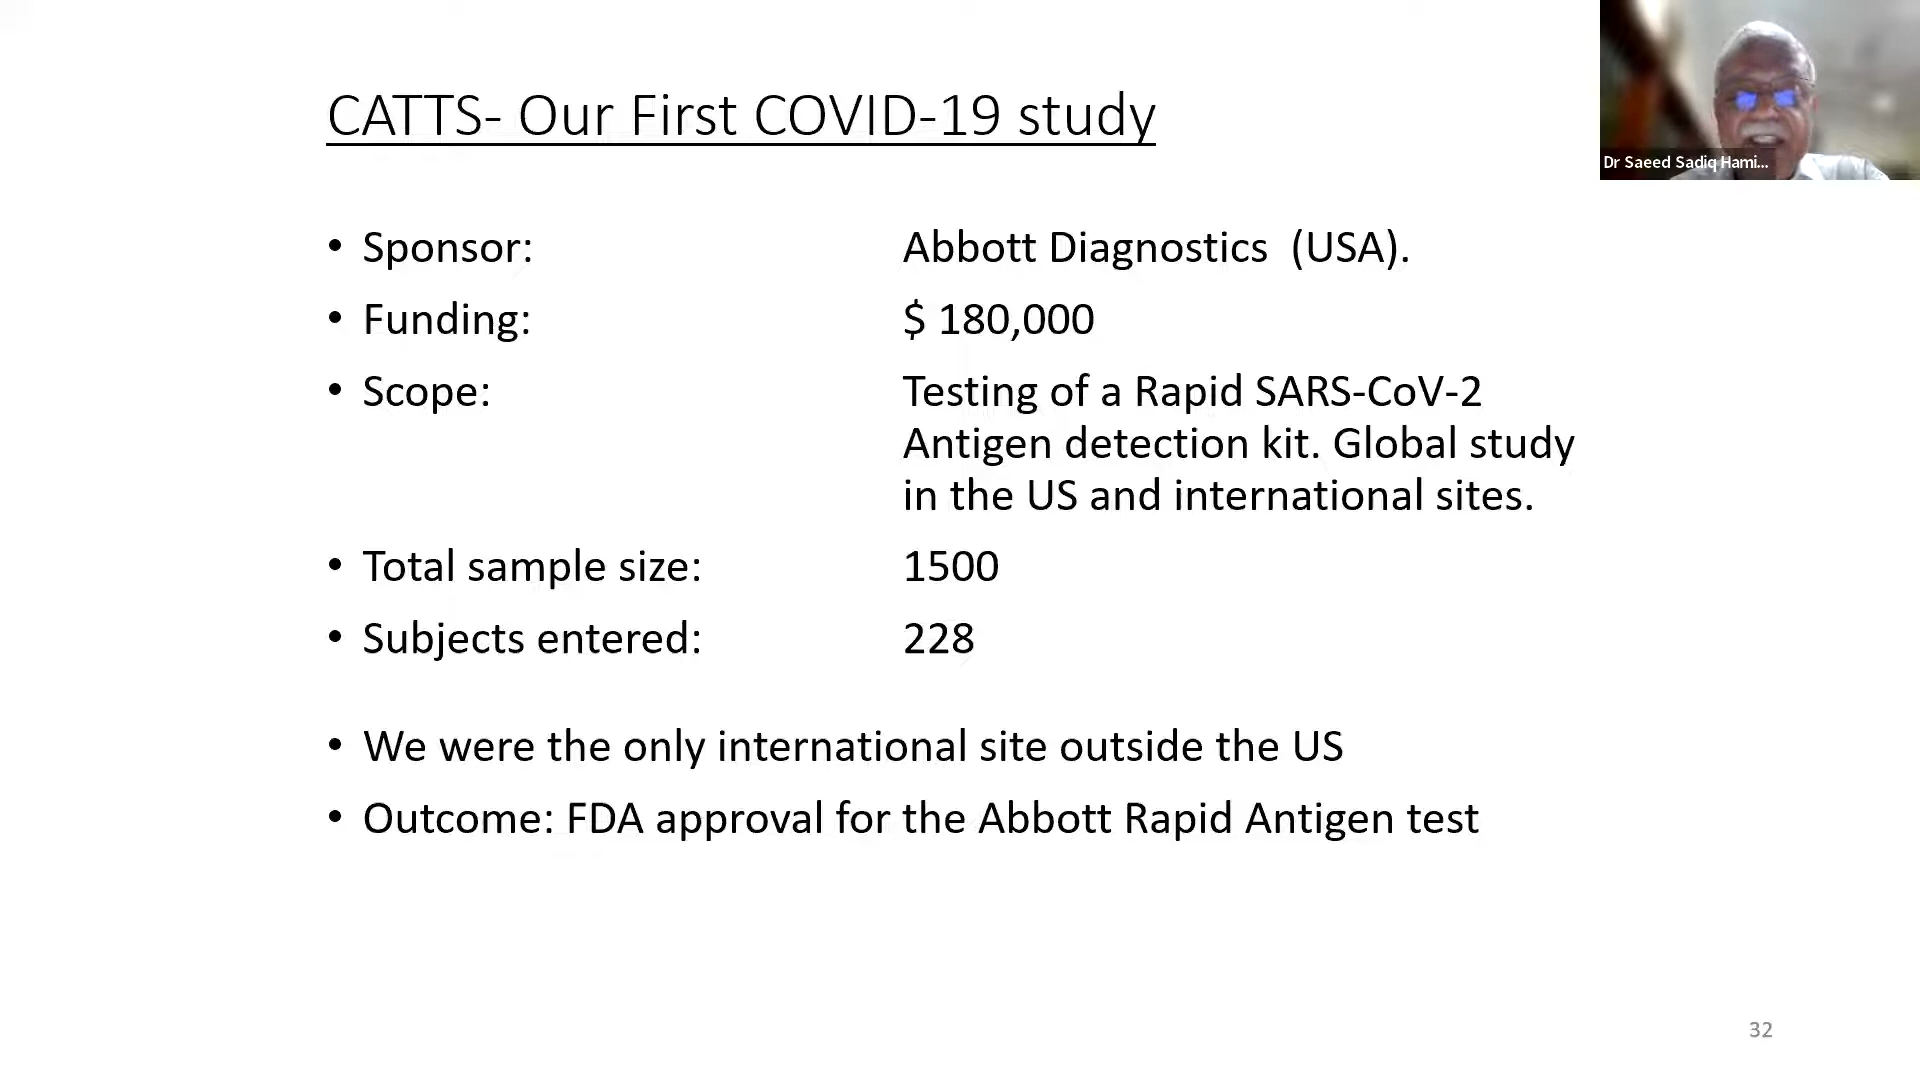 CATTS- Our First COVID-19 study
Dr Saeed Sadiq Hami...
• Sponsor: Abbott Diagnostics (USA).
• Funding: $ 180,000
• Scope: Testing of a Rapid SARS-CoV-2
Antigen detection kit. Global study
in the US and international sites.
• Total sample size: 1500
• Subjects entered: 228
• We were the only international site outside the US
• Outcome: FDA approval for the Abbott Rapid Antigen test
32